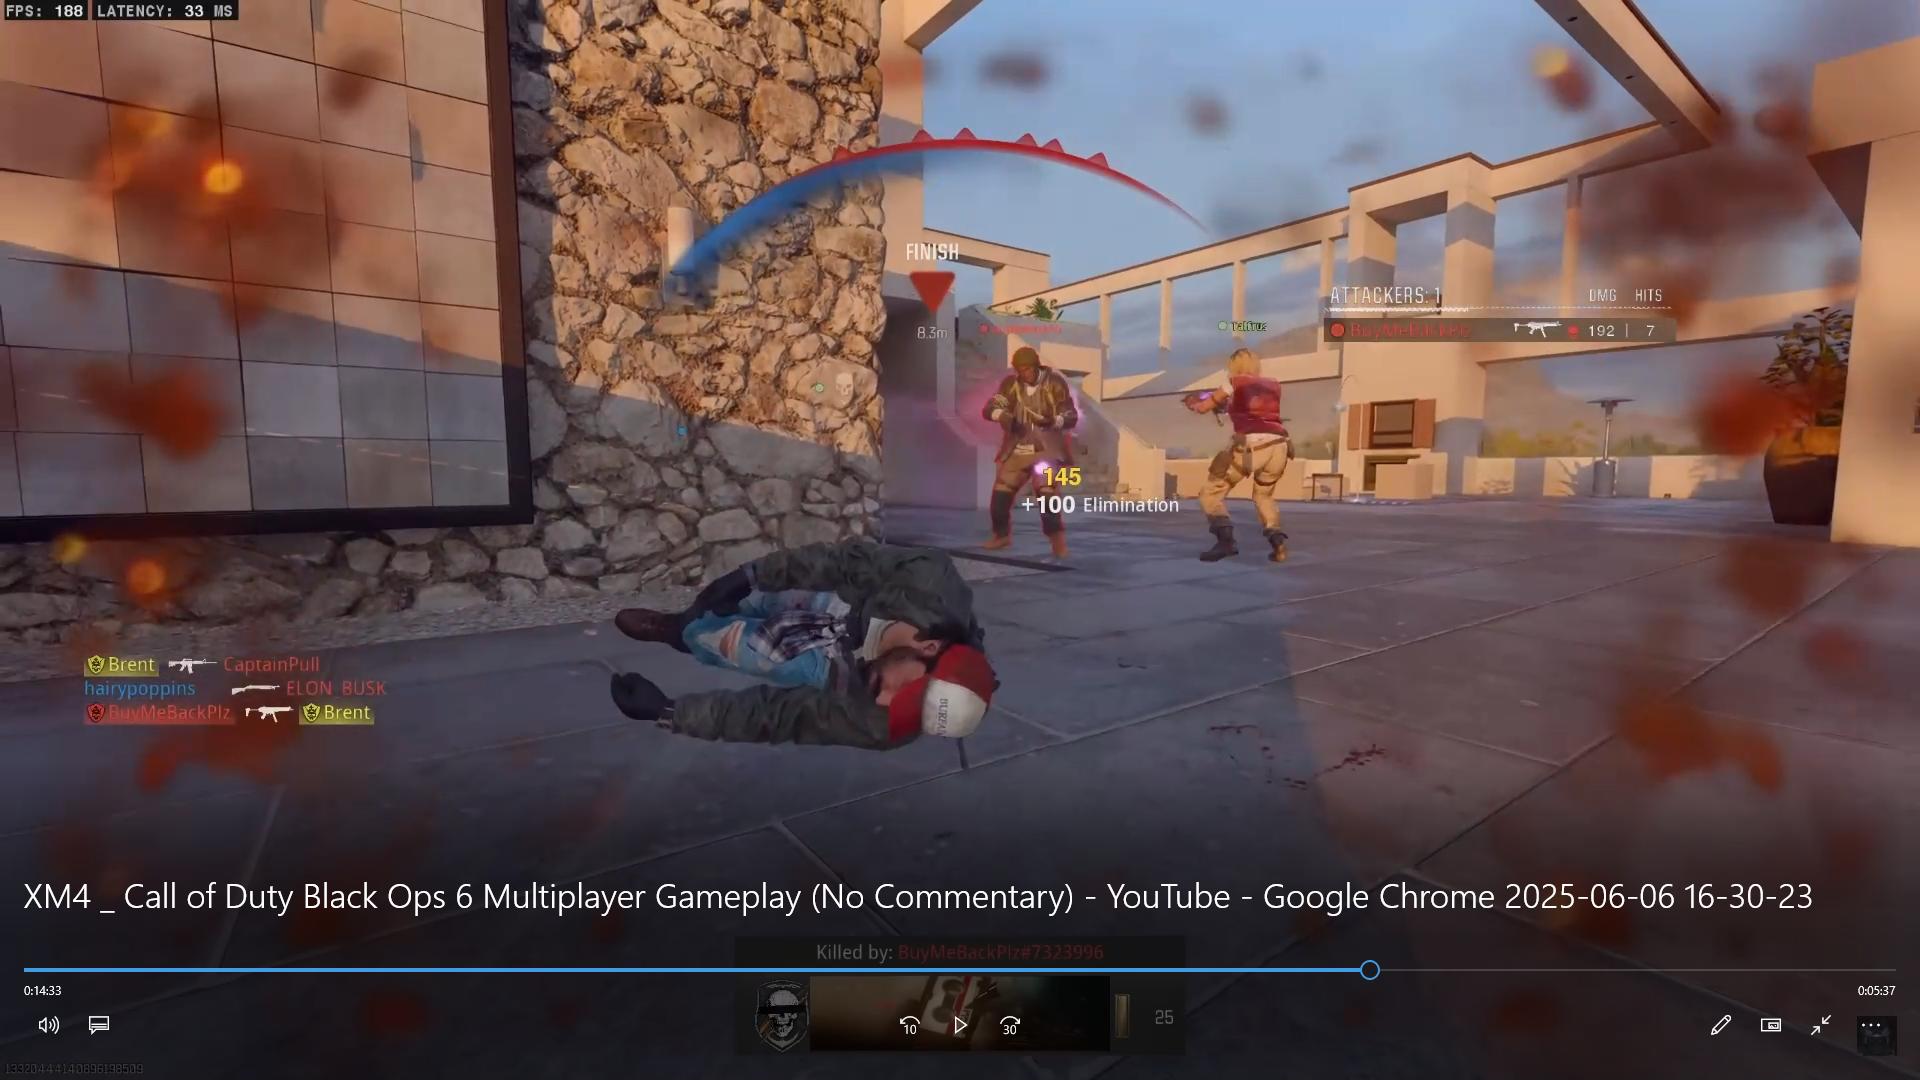 FPS: 188 LATENCY: 33 MS
FINISH
8.3m
Talfrus
ATTACKERS: 1 DMG HITS
BuyMeBackPlz 192 | 7
145
+100 Elimination
Brent CaptainPull
hairypoppins ELON_BUSK
BuyMeBackPlz Brent
XM4 _ Call of Duty Black Ops 6 Multiplayer Gameplay (No Commentary) - YouTube - Google Chrome 2025-06-06 16-30-23
Killed by: BuyMeBackPlz#7323996
0:14:33 0:05:37
10 30
25